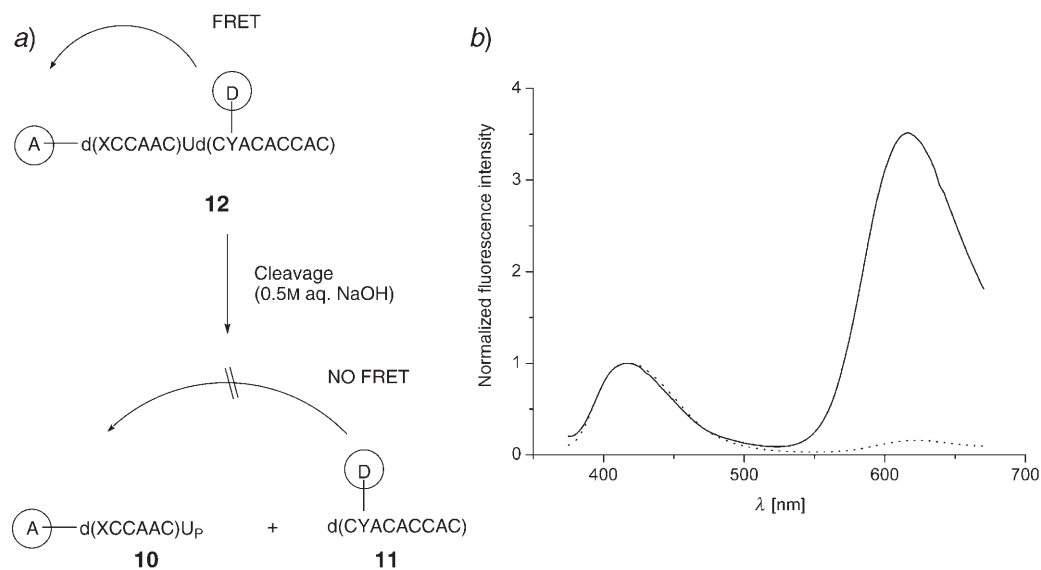 a)
FRET
D
A d(XCCAAC)Ud(CYACACCAC)
12
Cleavage
(0.5M aq. NaOH)
NO FRET
D
A d(XCCAAC)UP + d(CYACACCAC)
10 11
b)
Normalized fluorescence intensity
4
3
2
1
0
400 500 600 700
λ [nm]